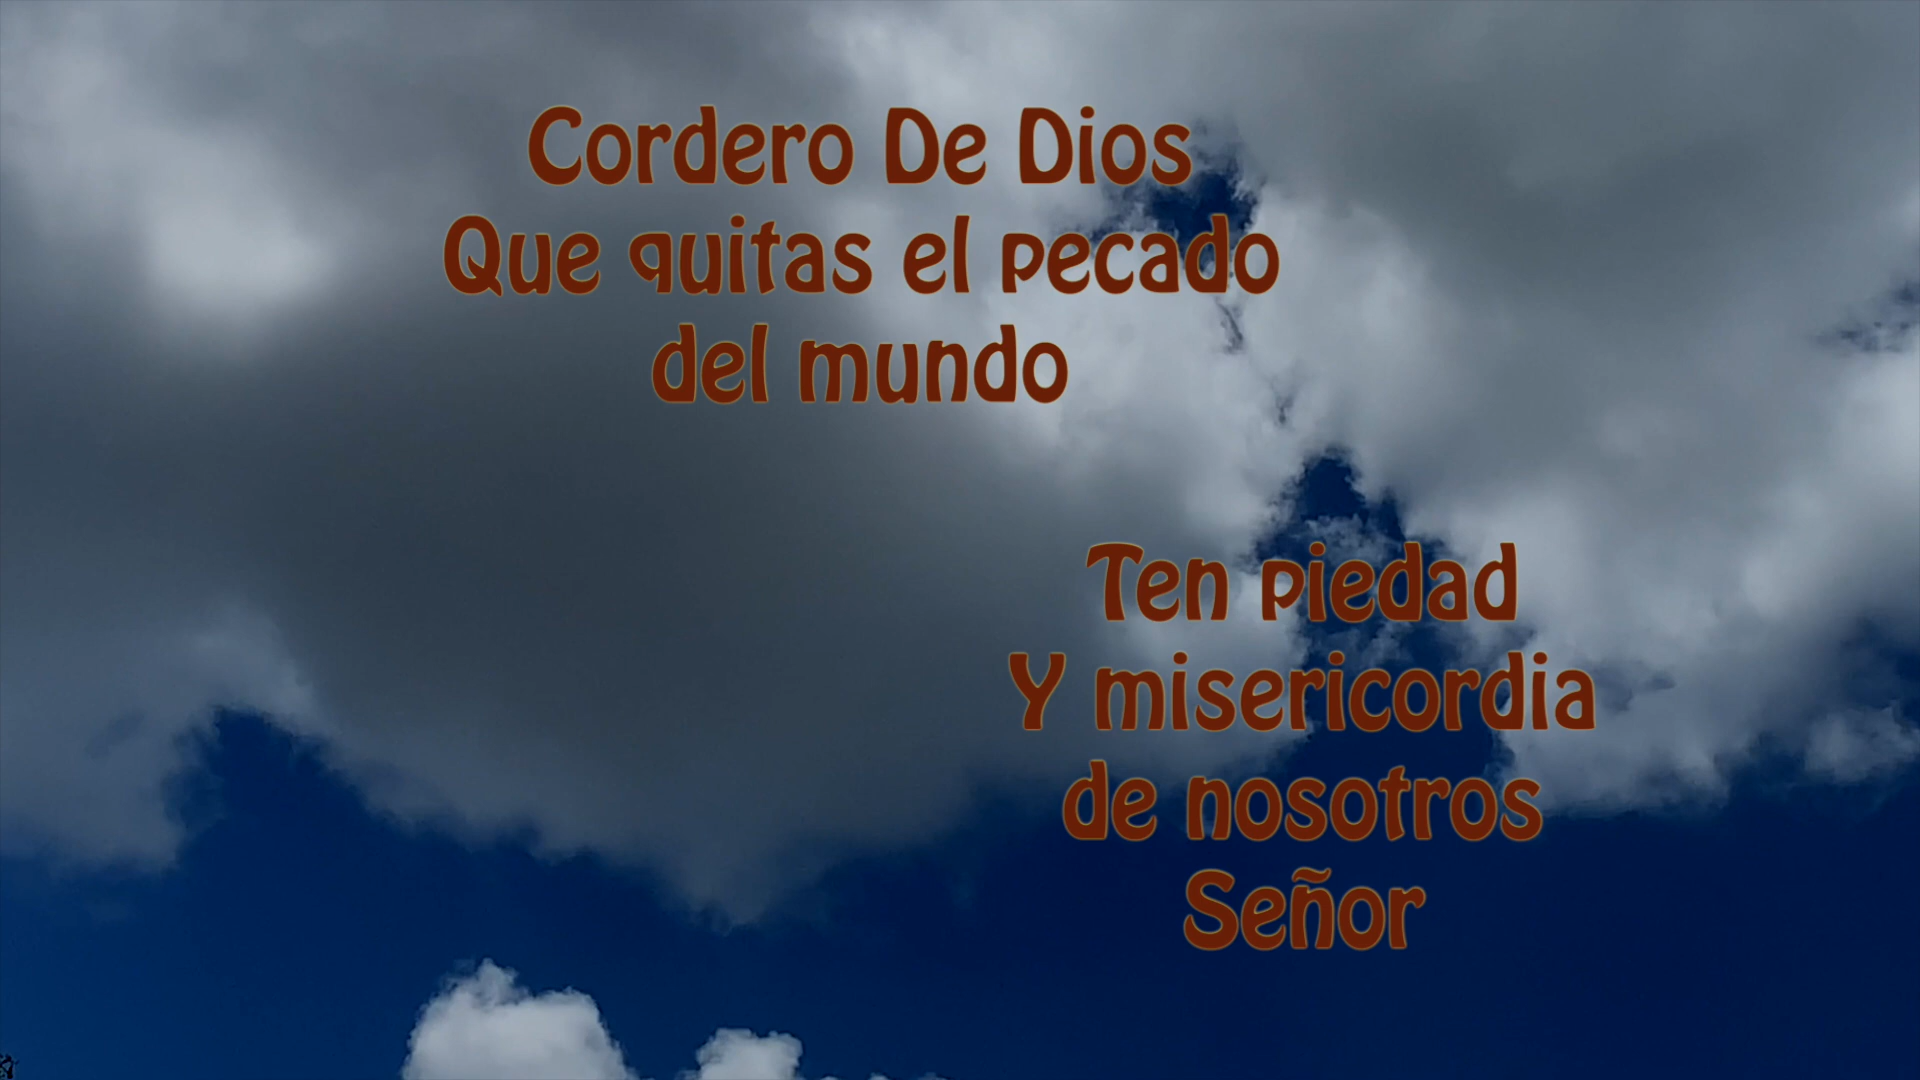 Cordero De Dios
Que quitas el pecado
del mundo
Ten piedad
Y misericordia
de nosotros
Señor